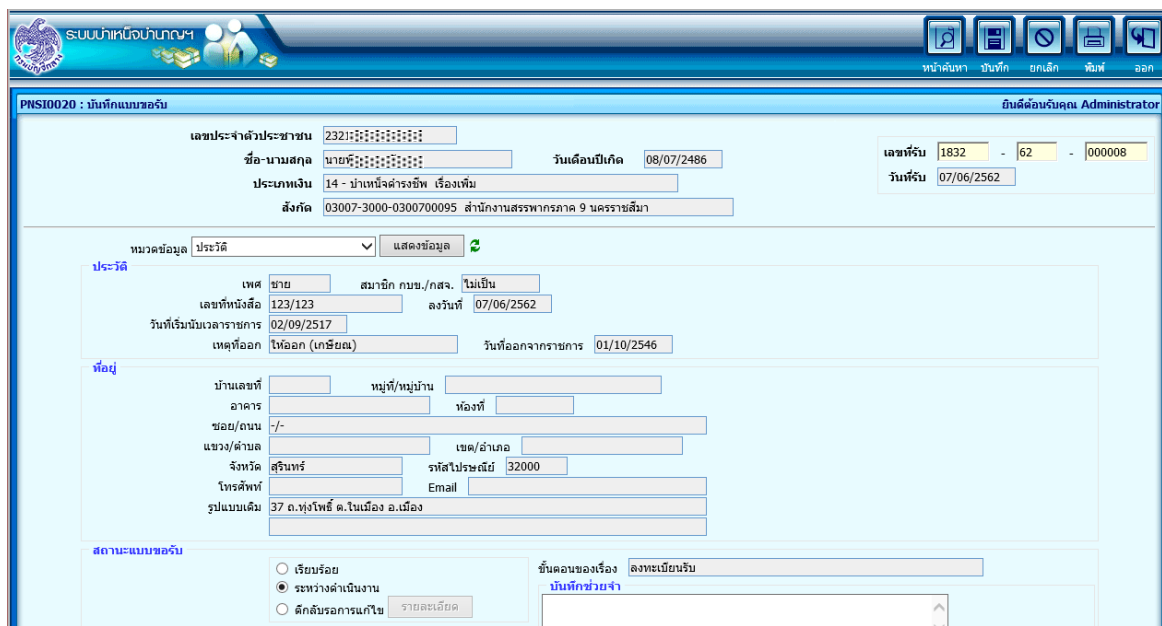 ระบบบำเหน็จบำนาญฯ
กรมบัญชีกลาง
หน้าค้นหา บันทึก ยกเลิก พิมพ์ ออก
PNSI0020 : บันทึกแบบขอรับ ยินดีต้อนรับคุณ Administrator
เลขประจำตัวประชาชน 2321
ชื่อ-นามสกุล วันเดือนปีเกิด 08/07/2486 เลขที่รับ 1832 - 62 - 000008
ประเภทเงิน 14 - บำเหน็จดำรงชีพ เรื่องเพิ่ม วันที่รับ 07/06/2562
สังกัด 03007-3000-0300700095 สำนักงานสรรพากรภาค 9 นครราชสีมา
หมวดข้อมูล ประวัติ แสดงข้อมูล
ประวัติ
เพศ ชาย สมาชิก กบข./กสจ. ไม่เป็น
เลขที่หนังสือ 123/123 ลงวันที่ 07/06/2562
วันที่เริ่มนับเวลาราชการ 02/09/2517
เหตุที่ออก ให้ออก (เกษียณ) วันที่ออกจากราชการ 01/10/2546
ที่อยู่
บ้านเลขที่ หมู่ที่/หมู่บ้าน
อาคาร ห้องที่
ซอย/ถนน -/-
แขวง/ตำบล เขต/อำเภอ
จังหวัด สุรินทร์ รหัสไปรษณีย์ 32000
โทรศัพท์ Email
รูปแบบเดิม 37 ถ.ทุ่งโพธิ์ ต.ในเมือง อ.เมือง
สถานะแบบขอรับ
เรียบร้อย ขั้นตอนของเรื่อง ลงทะเบียนรับ
ระหว่างดำเนินงาน บันทึกช่วยจำ
ตีกลับรอการแก้ไข รายละเอียด